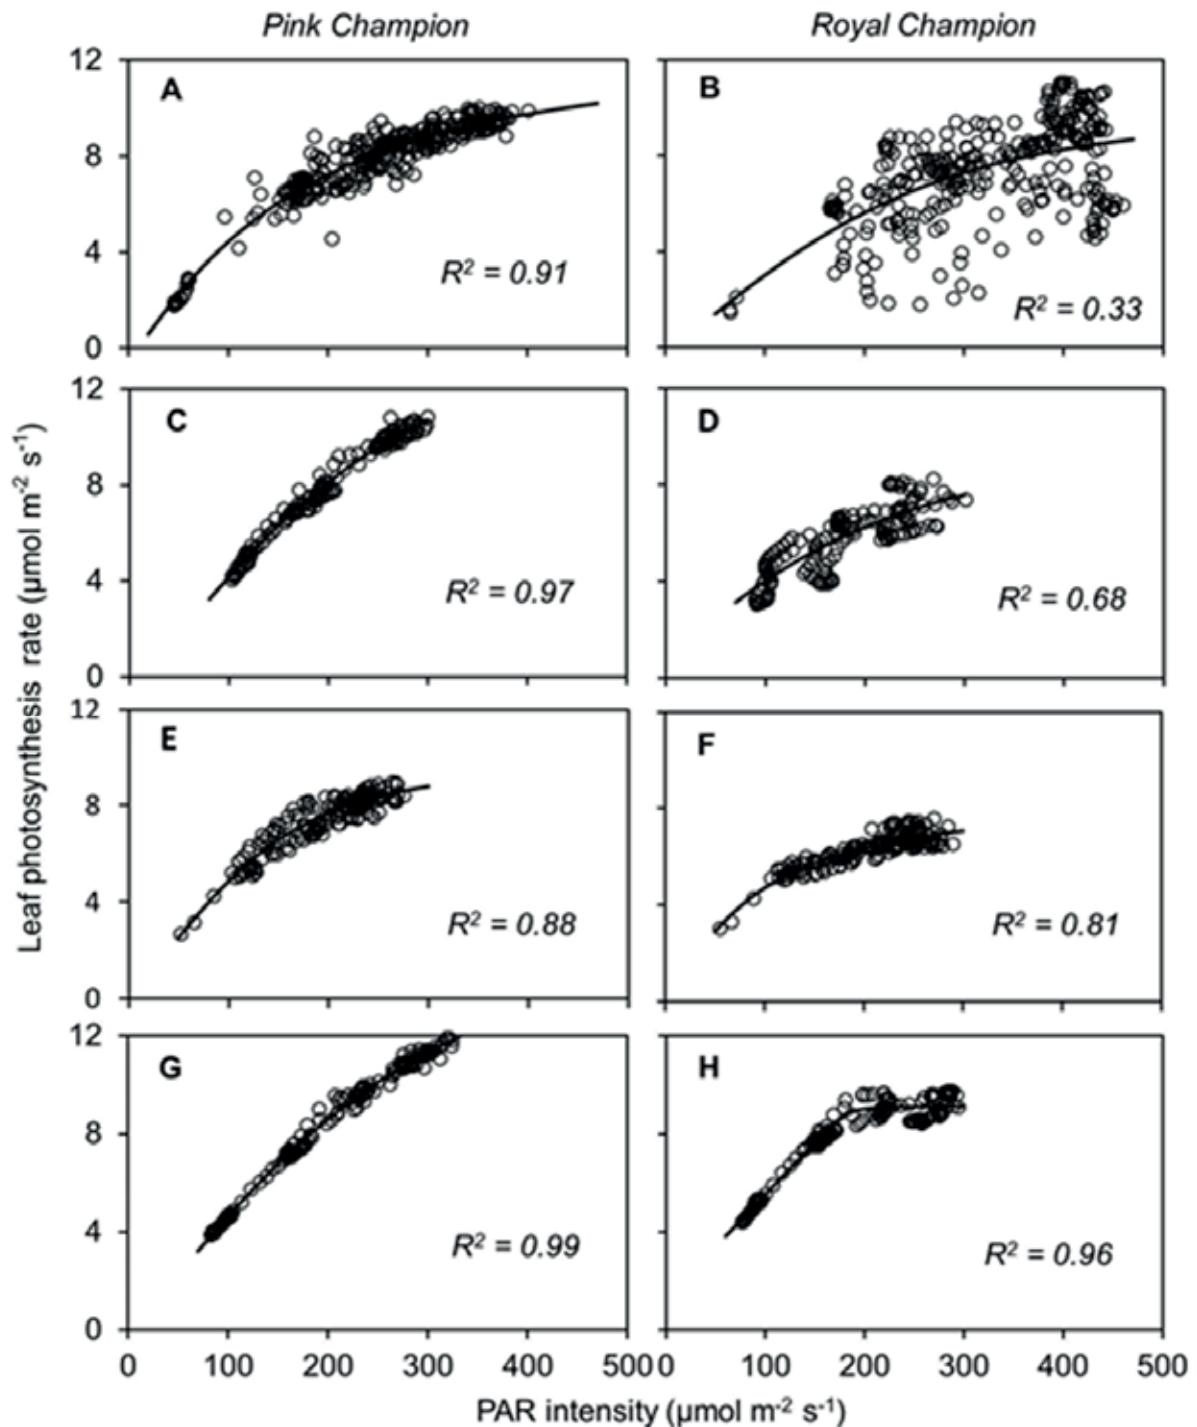 Pink Champion Royal Champion
12 A B
8
4
R² = 0.91 R² = 0.33
0
12 C D
8
4
R² = 0.97 R² = 0.68
0
12 E F
8
4
R² = 0.88 R² = 0.81
0
12 G H
8
4
R² = 0.99 R² = 0.96
0
0 100 200 300 400 500 0 100 200 300 400 500
PAR intensity (µmol m⁻² s⁻¹)
Leaf photosynthesis rate (µmol m⁻² s⁻¹)